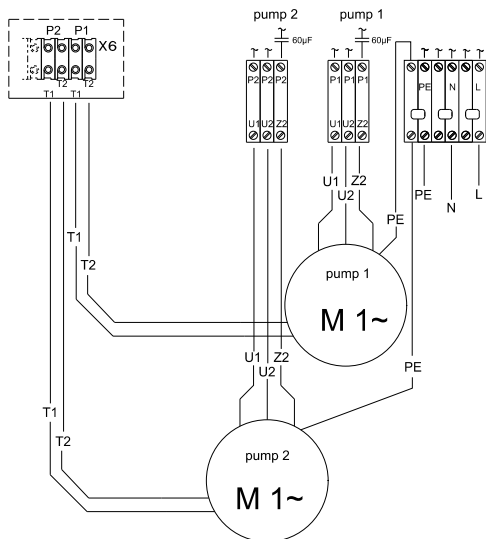 pump 2 pump 1
60µF 60µF
P2 P1 X6
T2 T2
T1 T1
P2 P2 P2 P1 P1 P1 PE N L
U1 U2 Z2 U1 U2 Z2
U1 Z2
U2
PE
N
L
PE
T1
T2
pump 1
M 1~
U1 Z2
U2
PE
T1
T2
pump 2
M 1~